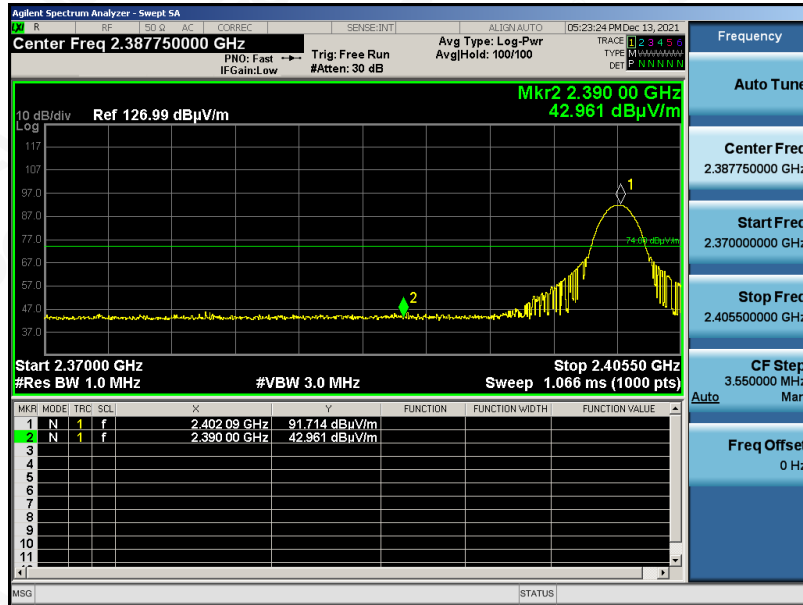 Agilent Spectrum Analyzer - Swept SA
LXI R RF 50 Ω AC CORREC SENSE:INT ALIGN AUTO 05:23:24 PM Dec 13, 2021
Center Freq 2.387750000 GHz
PNO: Fast
IFGain:Low
Trig: Free Run
#Atten: 30 dB
Avg Type: Log-Pwr
Avg|Hold: 100/100
TRACE 1 2 3 4 5 6
TYPE M
DET P N N N N N
Frequency
Mkr2 2.390 00 GHz
42.961 dBµV/m
10 dB/div Ref 126.99 dBµV/m
Log
117
107
97.0
87.0
77.0
67.0
57.0
47.0
37.0
1
2
74.00 dBµV/m
Start 2.37000 GHz Stop 2.40550 GHz
#Res BW 1.0 MHz #VBW 3.0 MHz Sweep 1.066 ms (1000 pts)
MKR MODE TRC SCL X Y FUNCTION FUNCTION WIDTH FUNCTION VALUE
1 N 1 f 2.402 09 GHz 91.714 dBµV/m
2 N 1 f 2.390 00 GHz 42.961 dBµV/m
3
4
5
6
7
8
9
10
11
MSG STATUS
Auto Tune
Center Freq
2.387750000 GHz
Start Freq
2.370000000 GHz
Stop Freq
2.405500000 GHz
CF Step
3.550000 MHz
Auto Man
Freq Offset
0 Hz